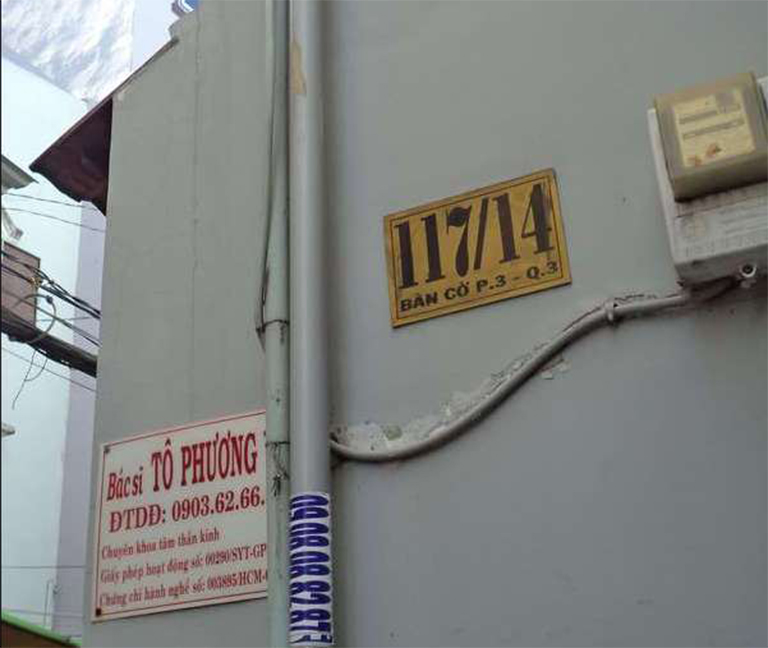 117/14
BÀN CỜ P.3 - Q.3
Bác sĩ TÔ PHƯƠNG
ĐTDĐ: 0903.62.66.
Chuyên khoa tâm thần kinh
Giấy phép hoạt động số: 00290/SYT-GP
Chứng chỉ hành nghề số: 003895/HCM-